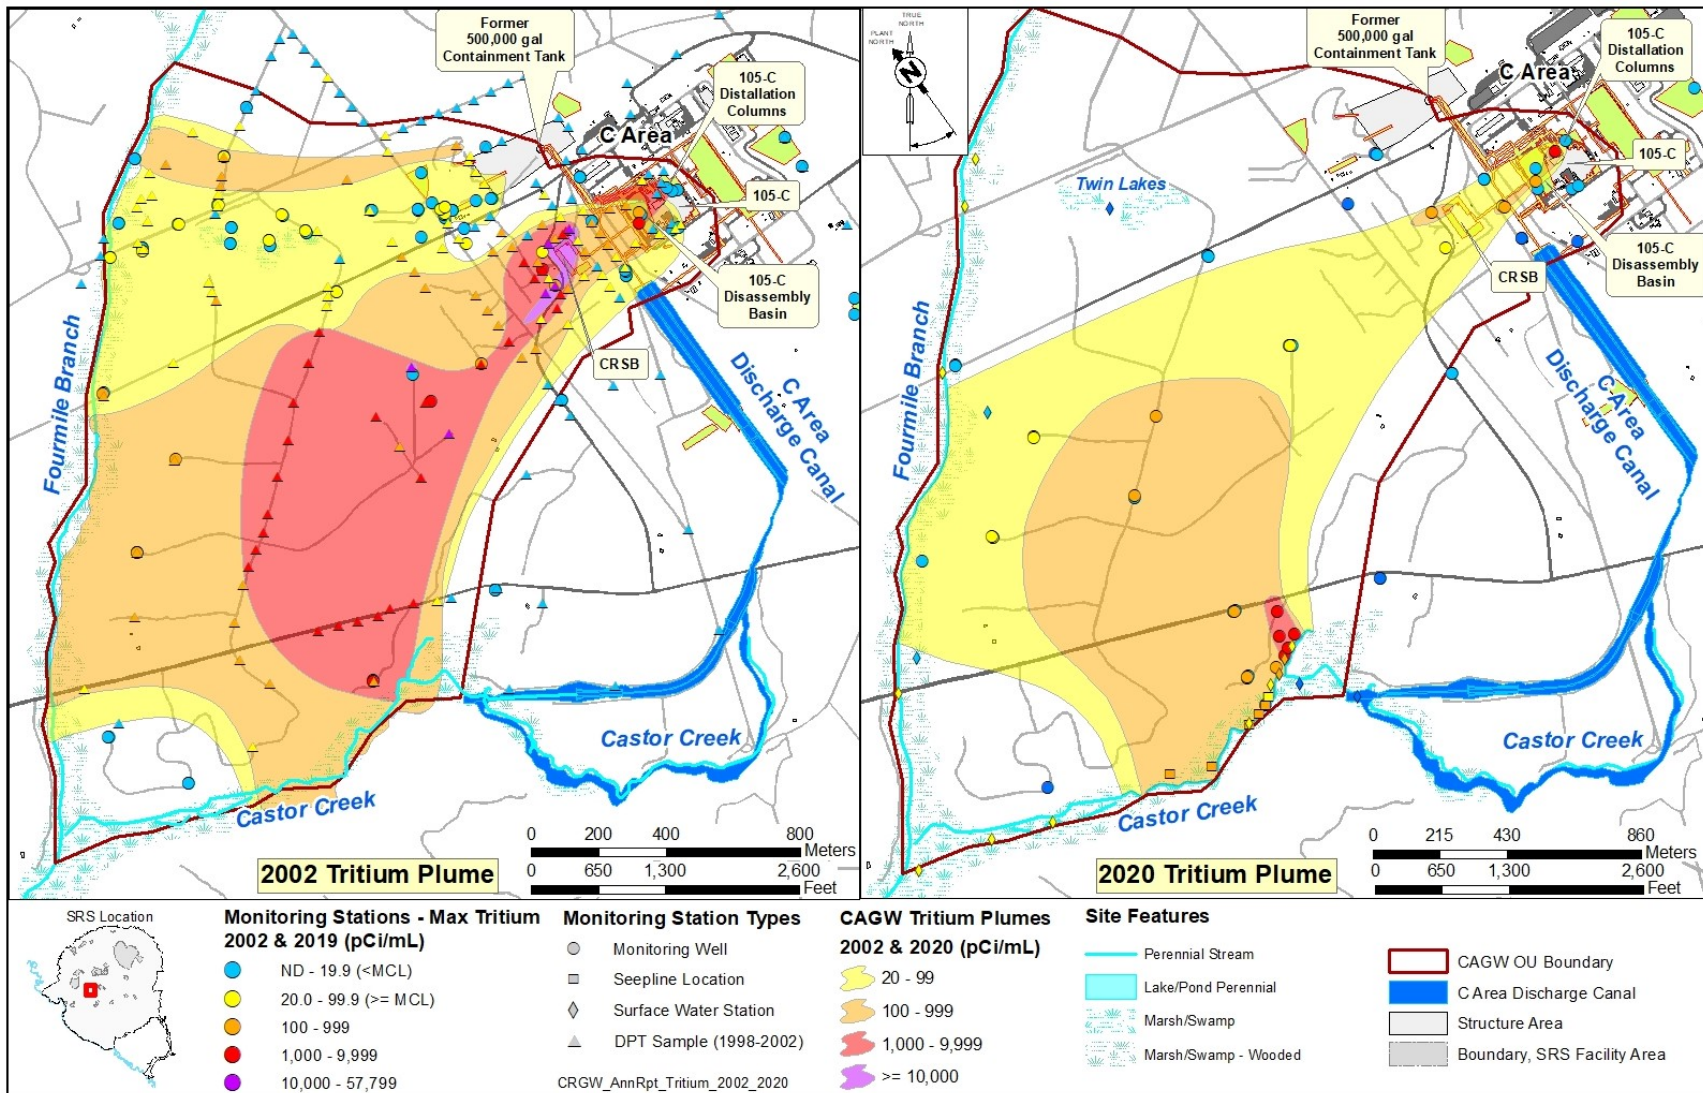 Former
500,000 gal
Containment Tank
105-C
Distallation
Columns
C Area
105-C
105-C
Disassembly
Basin
CRSB
Fourmile Branch
C Area
Discharge Canal
Castor Creek
Castor Creek
0 200 400 800
Meters
Feet
0 650 1,300 2,600
2002 Tritium Plume
TRUE
NORTH
PLANT
NORTH
N
Former
500,000 gal
Containment Tank
105-C
Distallation
Columns
C Area
105-C
Twin Lakes
105-C
Disassembly
Basin
CRSB
Fourmile Branch
C Area
Discharge Canal
Castor Creek
Castor Creek
0 215 430 860
Meters
Feet
0 650 1,300 2,600
2020 Tritium Plume
SRS Location
Monitoring Stations - Max Tritium
2002 & 2019 (pCi/mL)
ND - 19.9 (<MCL)
20.0 - 99.9 (>= MCL)
100 - 999
1,000 - 9,999
10,000 - 57,799
Monitoring Station Types
Monitoring Well
Seepline Location
Surface Water Station
DPT Sample (1998-2002)
CRGW_AnnRpt_Tritium_2002_2020
CAGW Tritium Plumes
2002 & 2020 (pCi/mL)
20 - 99
100 - 999
1,000 - 9,999
>= 10,000
Site Features
Perennial Stream
Lake/Pond Perennial
Marsh/Swamp
Marsh/Swamp - Wooded
CAGW OU Boundary
C Area Discharge Canal
Structure Area
Boundary, SRS Facility Area